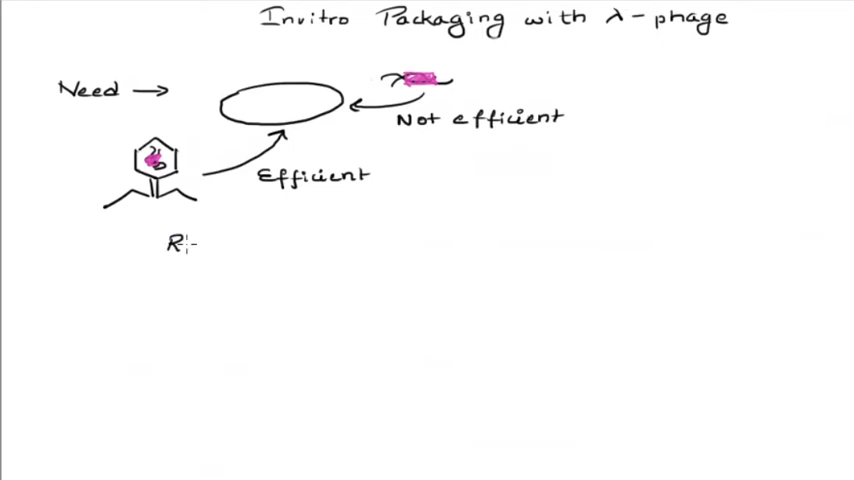 Invitro Packaging with λ-phage
Need →
Not efficient
Efficient
R